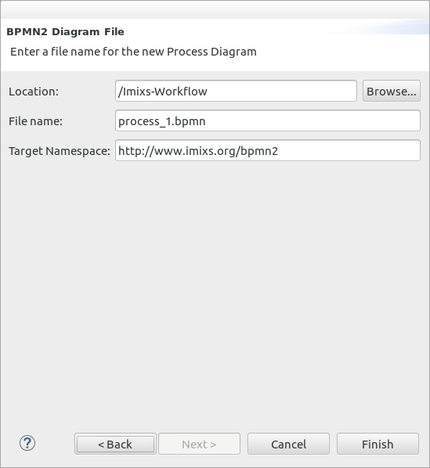 BPMN2 Diagram File
Enter a file name for the new Process Diagram
Location: /Imixs-Workflow Browse...
File name: process_1.bpmn
Target Namespace: http://www.imixs.org/bpmn2
? < Back Next > Cancel Finish